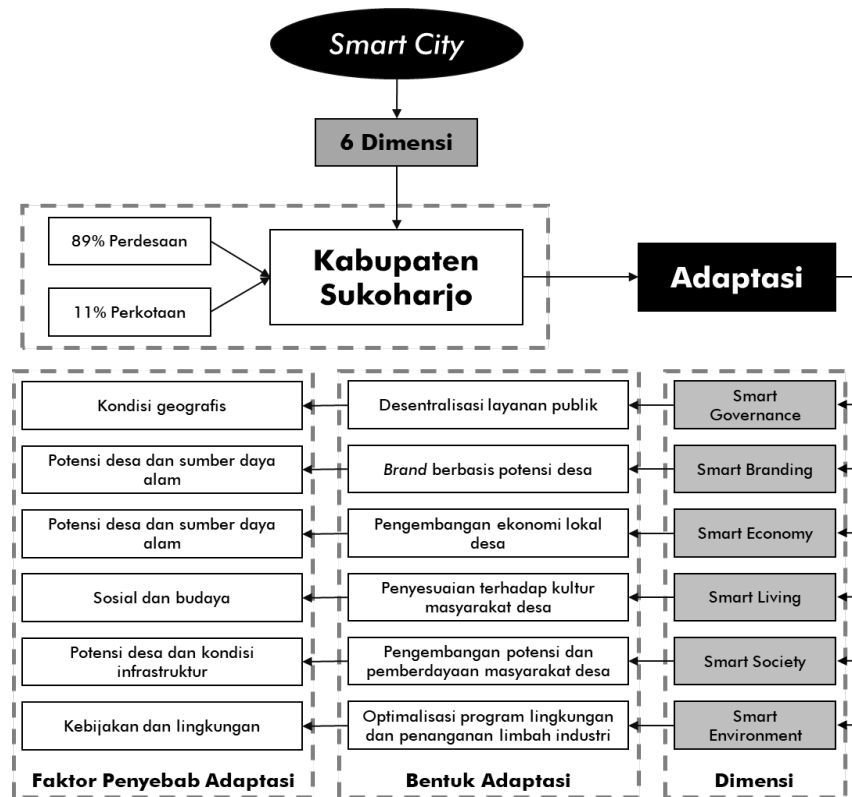 Smart City
6 Dimensi
89% Perdesaan
11% Perkotaan
Kabupaten
Sukoharjo
Adaptasi
Kondisi geografis
Desentralisasi layanan publik
Smart
Governance
Potensi desa dan sumber daya
alam
Brand berbasis potensi desa
Smart Branding
Potensi desa dan sumber daya
alam
Pengembangan ekonomi lokal
desa
Smart Economy
Sosial dan budaya
Penyesuaian terhadap kultur
masyarakat desa
Smart Living
Potensi desa dan kondisi
infrastruktur
Pengembangan potensi dan
pemberdayaan masyarakat desa
Smart Society
Kebijakan dan lingkungan
Optimalisasi program lingkungan
dan penanganan limbah industri
Smart
Environment
Faktor Penyebab Adaptasi
Bentuk Adaptasi
Dimensi